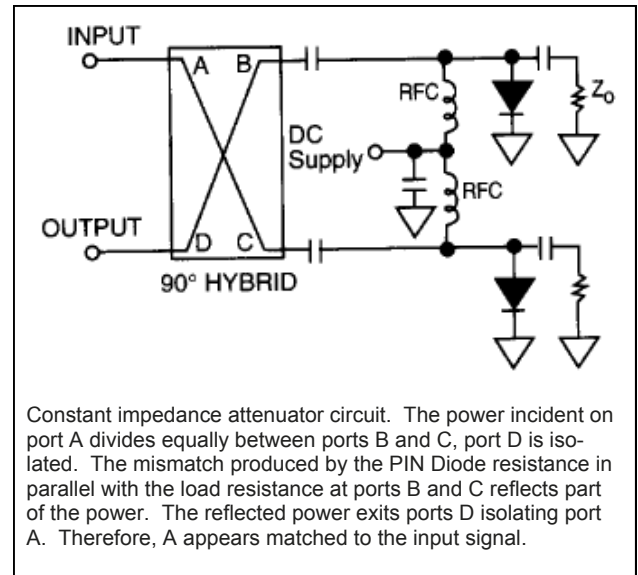 INPUT
A
B
RFC
Zo
DC
Supply
RFC
OUTPUT
D
C
90° HYBRID
Constant impedance attenuator circuit. The power incident on
port A divides equally between ports B and C, port D is iso-
lated. The mismatch produced by the PIN Diode resistance in
parallel with the load resistance at ports B and C reflects part
of the power. The reflected power exits ports D isolating port
A. Therefore, A appears matched to the input signal.